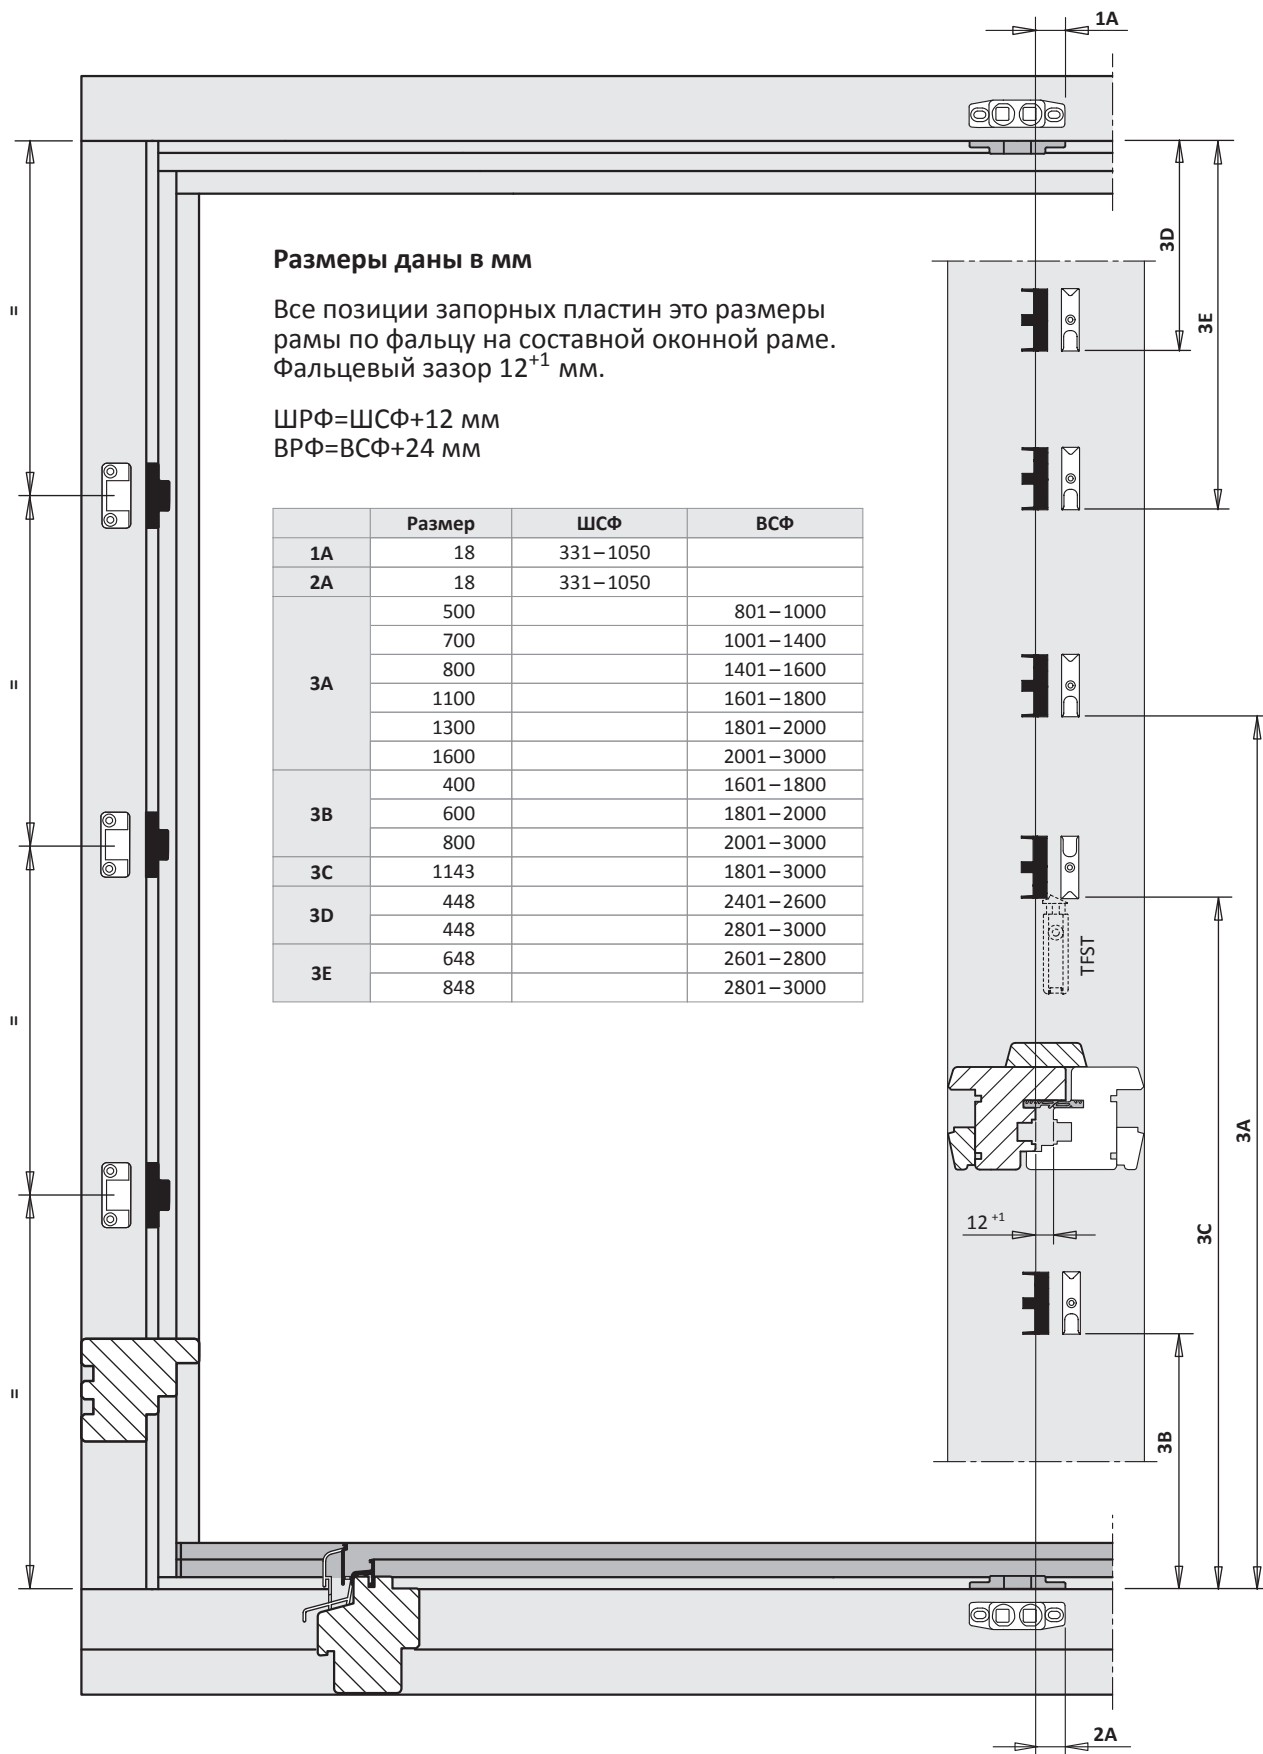 1A
3D
3E
Размеры даны в мм
Все позиции запорных пластин это размеры
рамы по фальцу на составной оконной раме.
Фальцевый зазор 12+1 мм.
ШРФ=ШСФ+12 мм
ВРФ=ВСФ+24 мм
=
=
=
=
Размер ШСФ ВСФ
1A 18 331–1050
2A 18 331–1050
3A 500 801–1000
700 1001–1400
800 1401–1600
1100 1601–1800
1300 1801–2000
1600 2001–3000
3B 400 1601–1800
600 1801–2000
800 2001–3000
3C 1143 1801–3000
3D 448 2401–2600
448 2801–3000
3E 648 2601–2800
848 2801–3000
TFST
12 +1
3A
3C
3B
2A